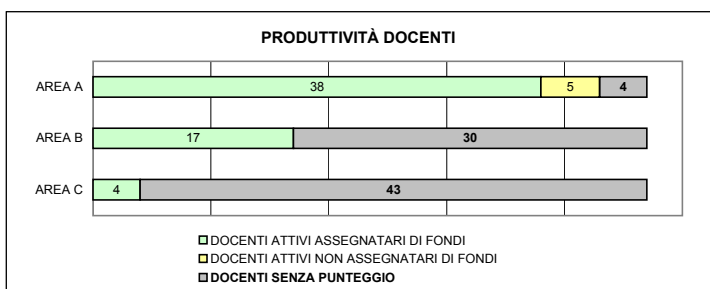 PRODUTTIVITÀ DOCENTI
AREA A 38 5 4
AREA B 17 30
AREA C 4 43
DOCENTI ATTIVI ASSEGNATARI DI FONDI
DOCENTI ATTIVI NON ASSEGNATARI DI FONDI
DOCENTI SENZA PUNTEGGIO